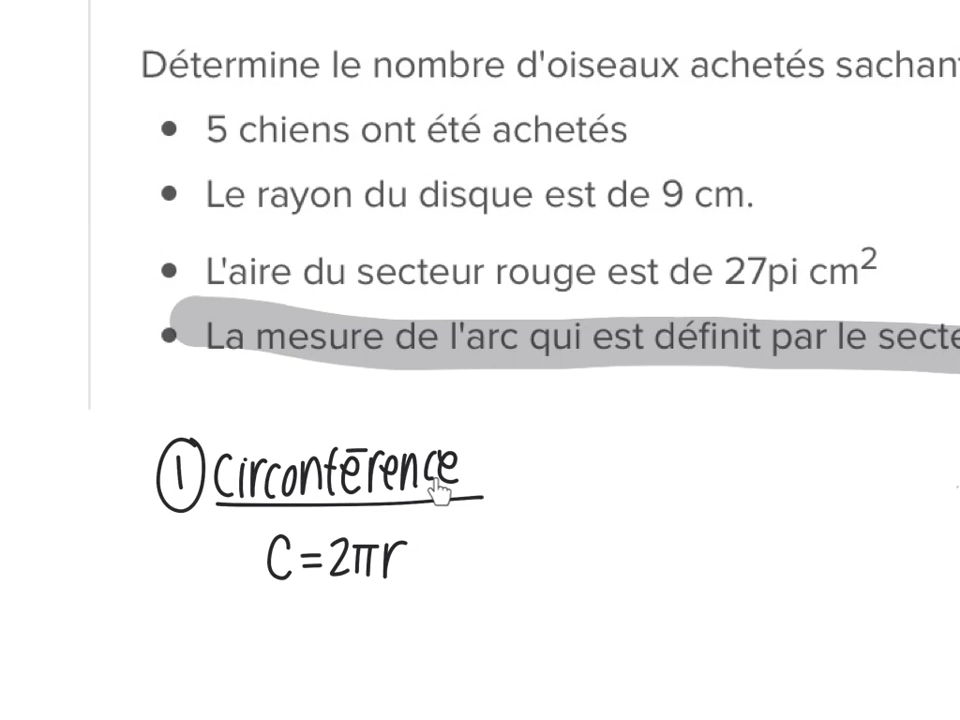 Détermine le nombre d'oiseaux achetés sachant
• 5 chiens ont été achetés
• Le rayon du disque est de 9 cm.
• L'aire du secteur rouge est de 27pi cm²
• La mesure de l'arc qui est définit par le secte
① Circonférence
C = 2πr